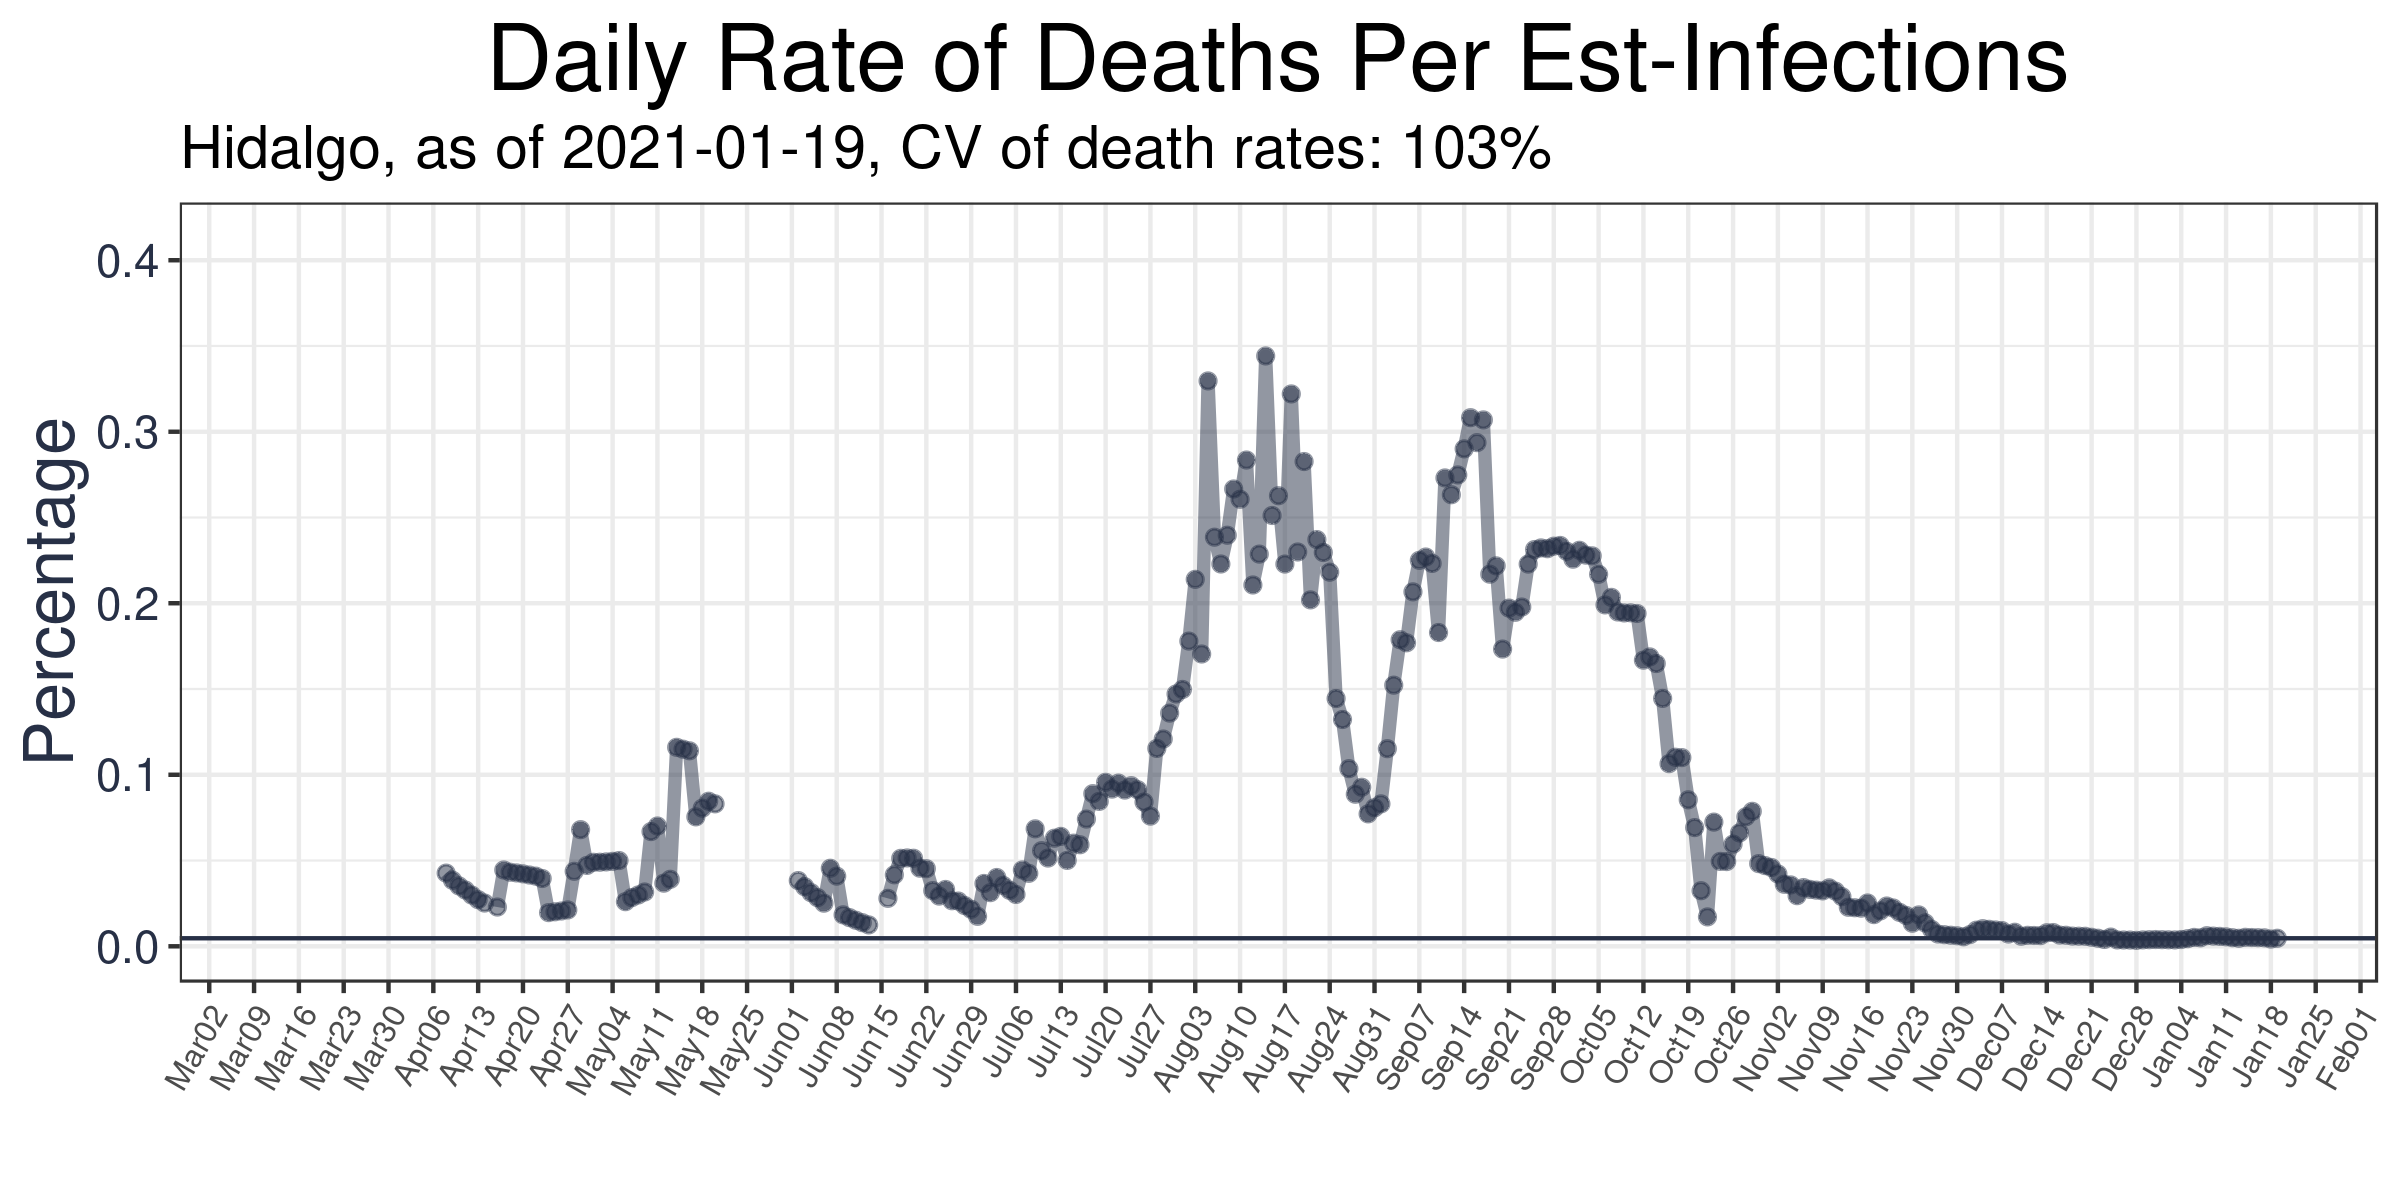 Daily Rate of Deaths Per Est-Infections
Hidalgo, as of 2021-01-19, CV of death rates: 103%
Percentage
0.4
0.3
0.2
0.1
0.0
Mar02
Mar09
Mar16
Mar23
Mar30
Apr06
Apr13
Apr20
Apr27
May04
May11
May18
May25
Jun01
Jun08
Jun15
Jun22
Jun29
Jul06
Jul13
Jul20
Jul27
Aug03
Aug10
Aug17
Aug24
Aug31
Sep07
Sep14
Sep21
Sep28
Oct05
Oct12
Oct19
Oct26
Nov02
Nov09
Nov16
Nov23
Nov30
Dec07
Dec14
Dec21
Dec28
Jan04
Jan11
Jan18
Jan25
Feb01